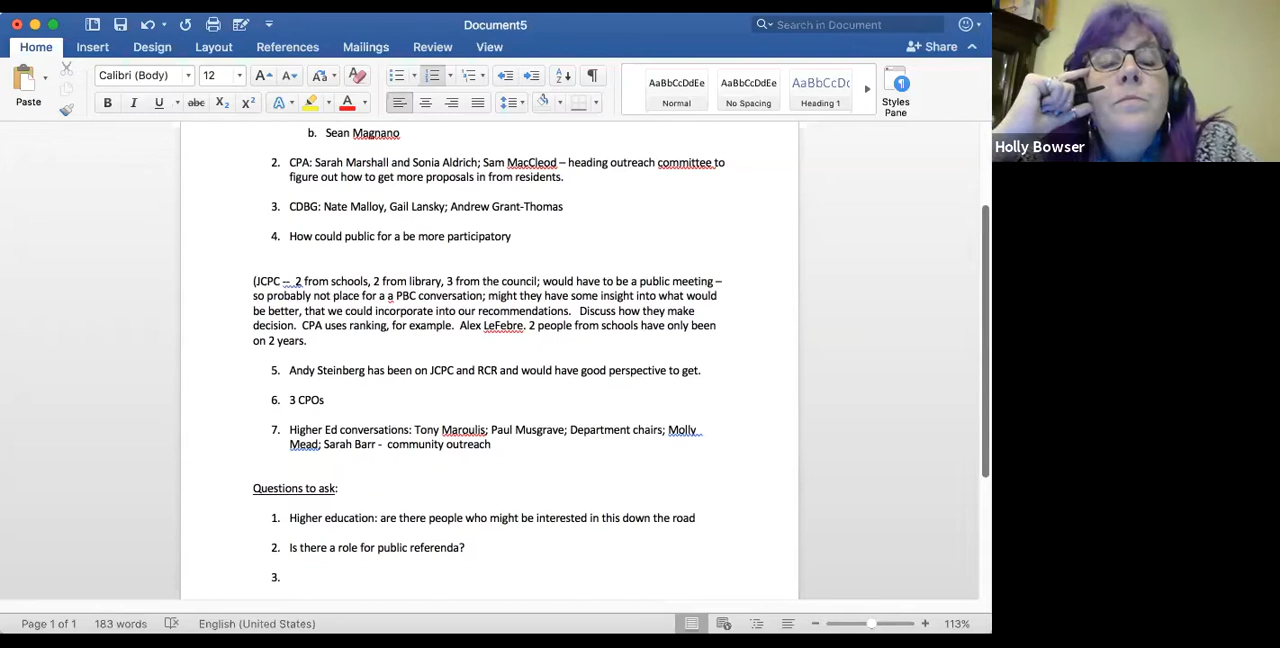 Document5
Search in Document
Home Insert Design Layout References Mailings Review View
Share
Paste
Calibri (Body) 12
AaBbCcDdEe AaBbCcDdEe AaBbCcDc
Normal No Spacing Heading 1
Styles
Pane
Holly Bowser
b. Sean Magnano
2. CPA: Sarah Marshall and Sonia Aldrich; Sam MacCleod – heading outreach committee to
figure out how to get more proposals in from residents.
3. CDBG: Nate Malloy, Gail Lansky; Andrew Grant-Thomas
4. How could public for a be more participatory
(JCPC – 2 from schools, 2 from library, 3 from the council; would have to be a public meeting –
so probably not place for a a PBC conversation; might they have some insight into what would
be better, that we could incorporate into our recommendations. Discuss how they make
decision. CPA uses ranking, for example. Alex LeFebre. 2 people from schools have only been
on 2 years.
5. Andy Steinberg has been on JCPC and RCR and would have good perspective to get.
6. 3 CPOs
7. Higher Ed conversations: Tony Maroulis; Paul Musgrave; Department chairs; Molly
Mead; Sarah Barr - community outreach
Questions to ask:
1. Higher education: are there people who might be interested in this down the road
2. Is there a role for public referenda?
3.
Page 1 of 1 183 words English (United States) 113%